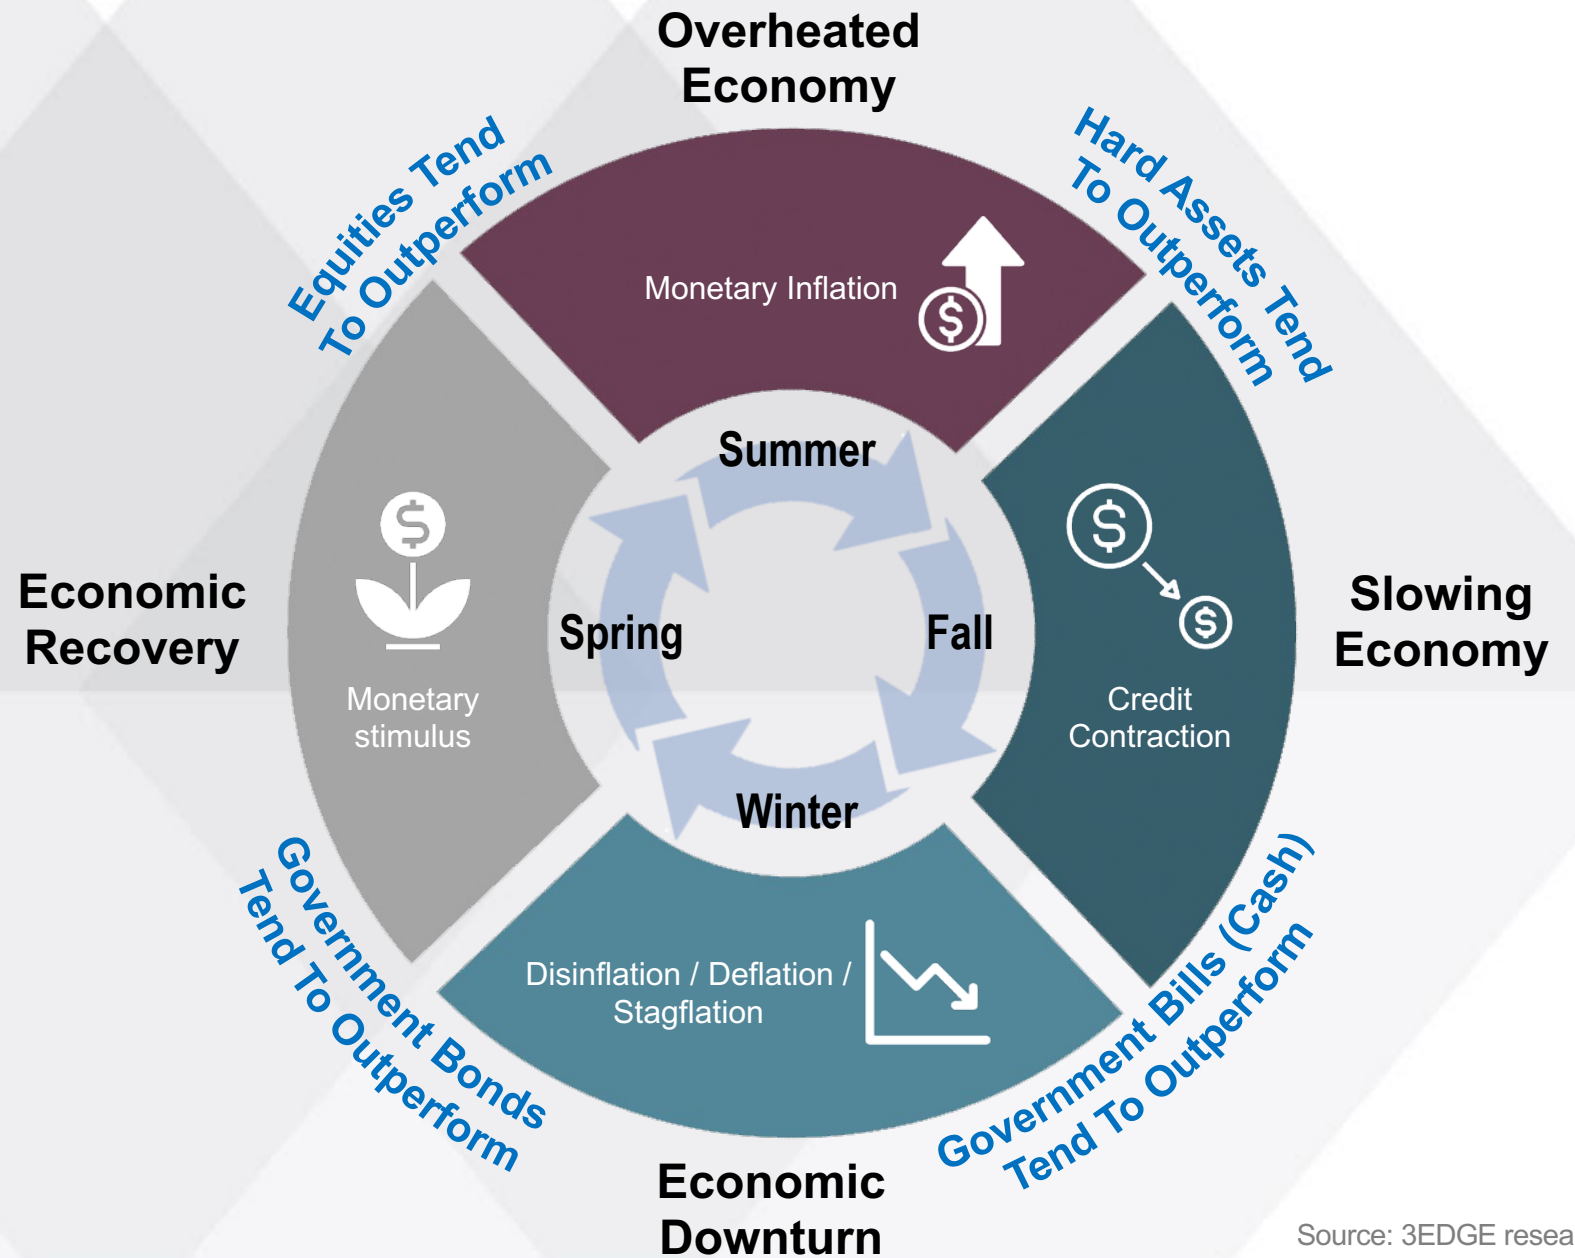 Overheated
Economy
Equities Tend
To Outperform
Hard Assets Tend
To Outperform
Monetary Inflation
$
Summer
$
$
$
Economic
Recovery
Spring
Fall
Slowing
Economy
Monetary
stimulus
Credit
Contraction
Winter
Government Bonds
Tend To Outperform
Disinflation / Deflation /
Stagflation
Government Bills (Cash)
Tend To Outperform
Economic
Downturn
Source: 3EDGE resea